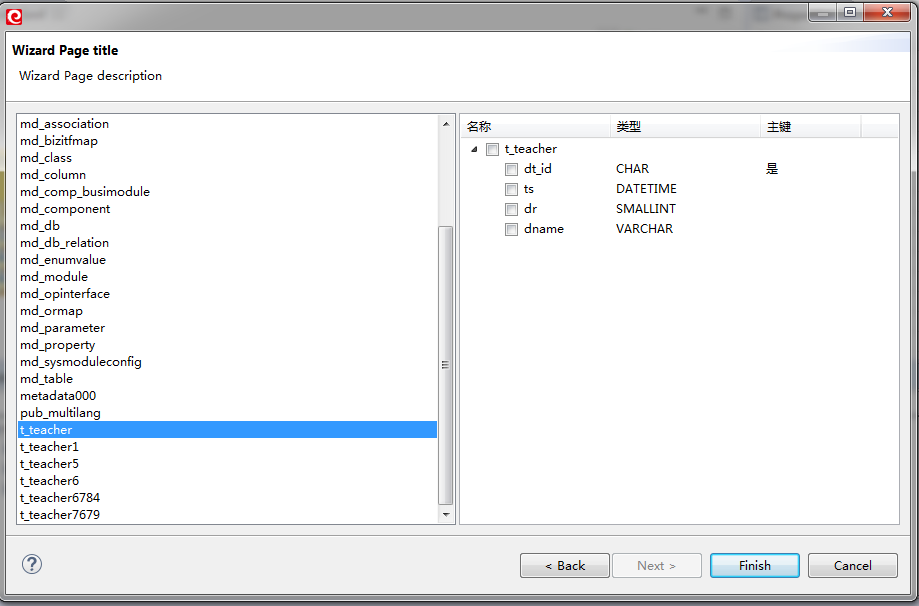 Wizard Page title
Wizard Page description
md_association
md_bizitfmap
md_class
md_column
md_comp_busimodule
md_component
md_db
md_db_relation
md_enumvalue
md_module
md_opinterface
md_ormap
md_parameter
md_property
md_sysmoduleconfig
md_table
metadata000
pub_multilang
t_teacher
t_teacher1
t_teacher5
t_teacher6
t_teacher6784
t_teacher7679
名称 类型 主键
t_teacher
dt_id CHAR 是
ts DATETIME
dr SMALLINT
dname VARCHAR
?
< Back Next > Finish Cancel